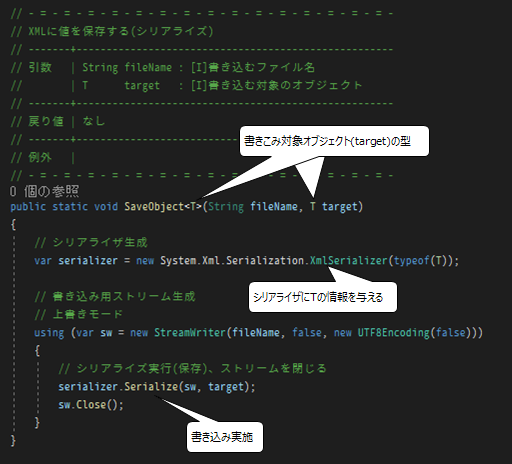 // - = - = - = - = - = - = - = - = - = - = - = - = - = - = - = -
// XMLに値を保存する(シリアライズ)
// -------+----------------------------------------------------
// 引数   | String fileName : [I]書き込むファイル名
//        | T      target   : [I]書き込む対象のオブジェクト
// -------+----------------------------------------------------
// 戻り値 | なし
// -------+----------------------------------------------------
書きこみ対象オブジェクト(target)の型
// 例外   |
// - = - = - = - = - = - = - = - = - = - = - = - = - = - = - = -
0 個の参照
public static void SaveObject<T>(String fileName, T target)
{
    // シリアライザ生成
    var serializer = new System.Xml.Serialization.XmlSerializer(typeof(T));
シリアライザにTの情報を与える
    // 書き込み用ストリーム生成
    // 上書きモード
    using (var sw = new StreamWriter(fileName, false, new UTF8Encoding(false)))
    {
        // シリアライズ実行(保存)、ストリームを閉じる
        serializer.Serialize(sw, target);
        sw.Close();
書き込み実施
    }
}